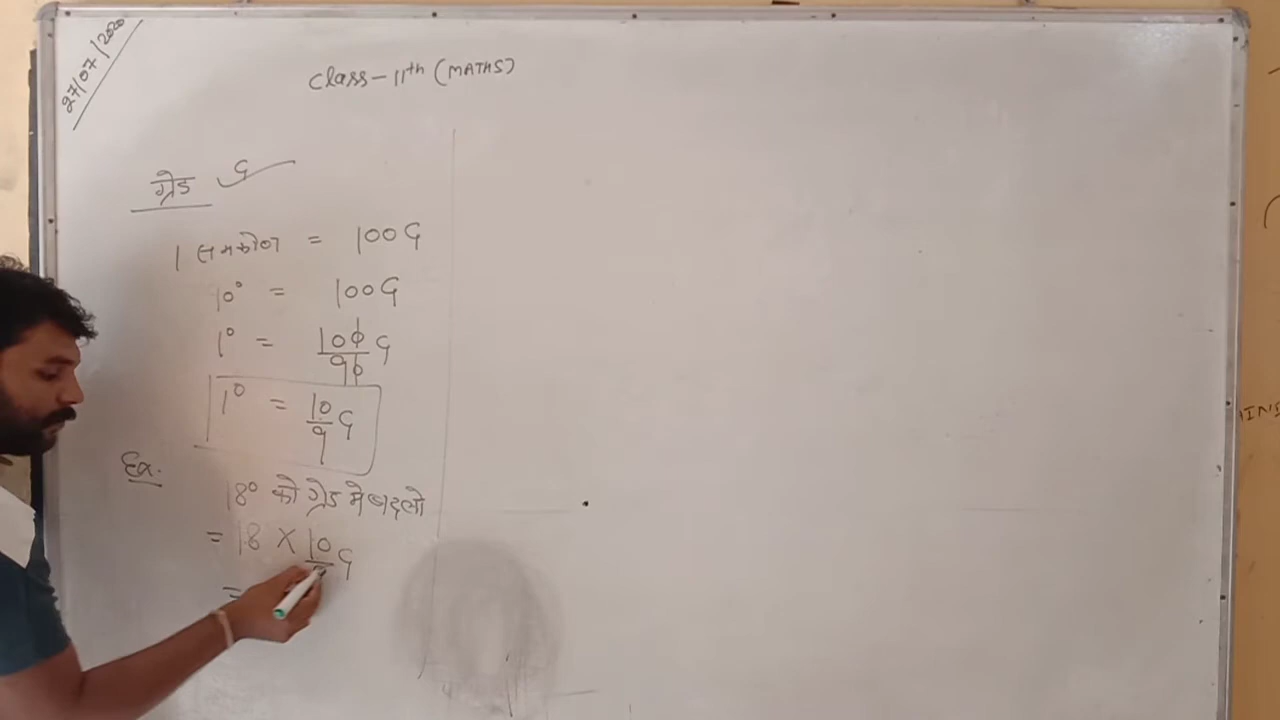 27/07/2020
Class-11th (MATHS)
ग्रेड G
1 समकोण = 100G
10° = 100G
1° = 100/90 G
1° = 10/9 G
Ex.
18° को ग्रेड मे बदलो
= 18 × 10/9 G
=